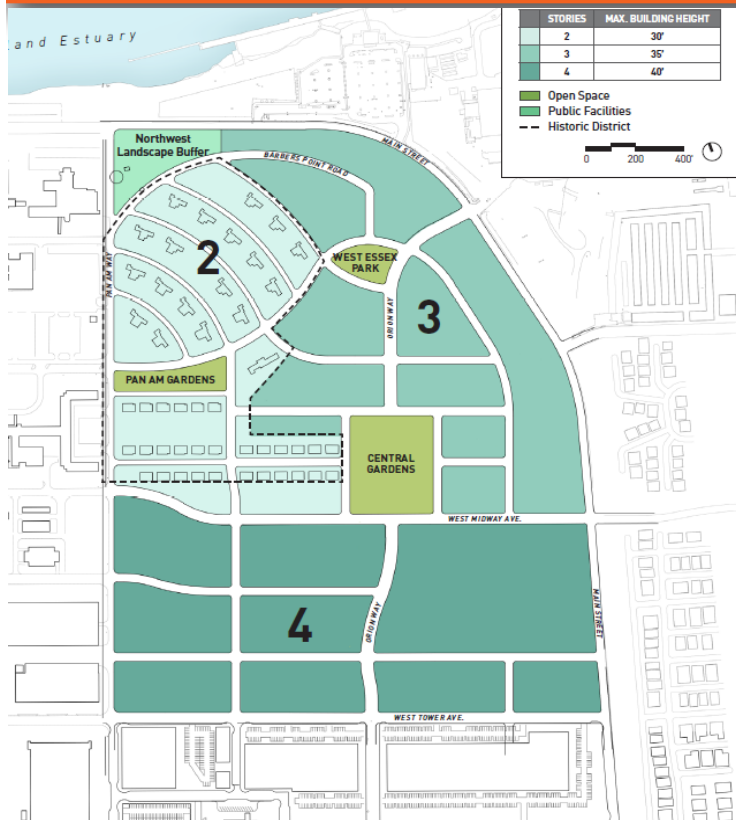 and Estuary
STORIES MAX. BUILDING HEIGHT
2 30'
3 35'
4 40'
Open Space
Public Facilities
Historic District
0 200 400'
Northwest
Landscape Buffer
MAIN STREET
BARBERS POINT ROAD
WEST ESSEX
PARK
2
PAN AM WAY
ORION WAY
3
PAN AM GARDENS
CENTRAL
GARDENS
WEST MIDWAY AVE.
4
ORION WAY
MAIN STREET
WEST TOWER AVE.